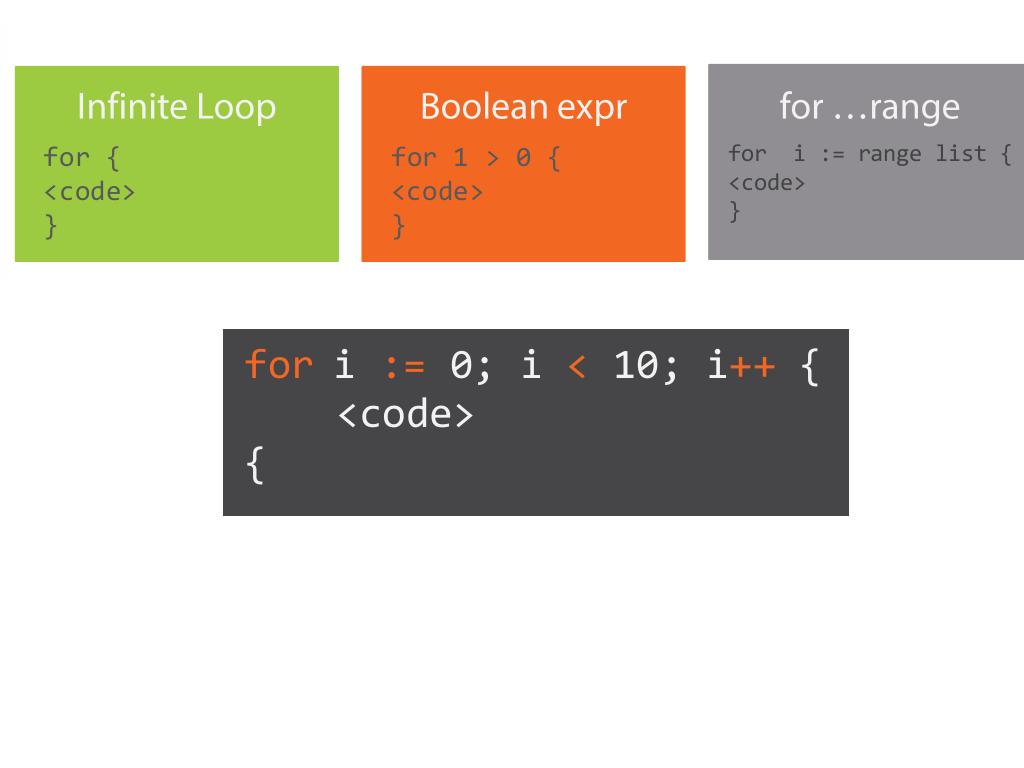 Infinite Loop
for {
<code>
}
Boolean expr
for 1 > 0 {
<code>
}
for …range
for  i := range list {
<code>
}
for i := 0; i < 10; i++ {
    <code>
{